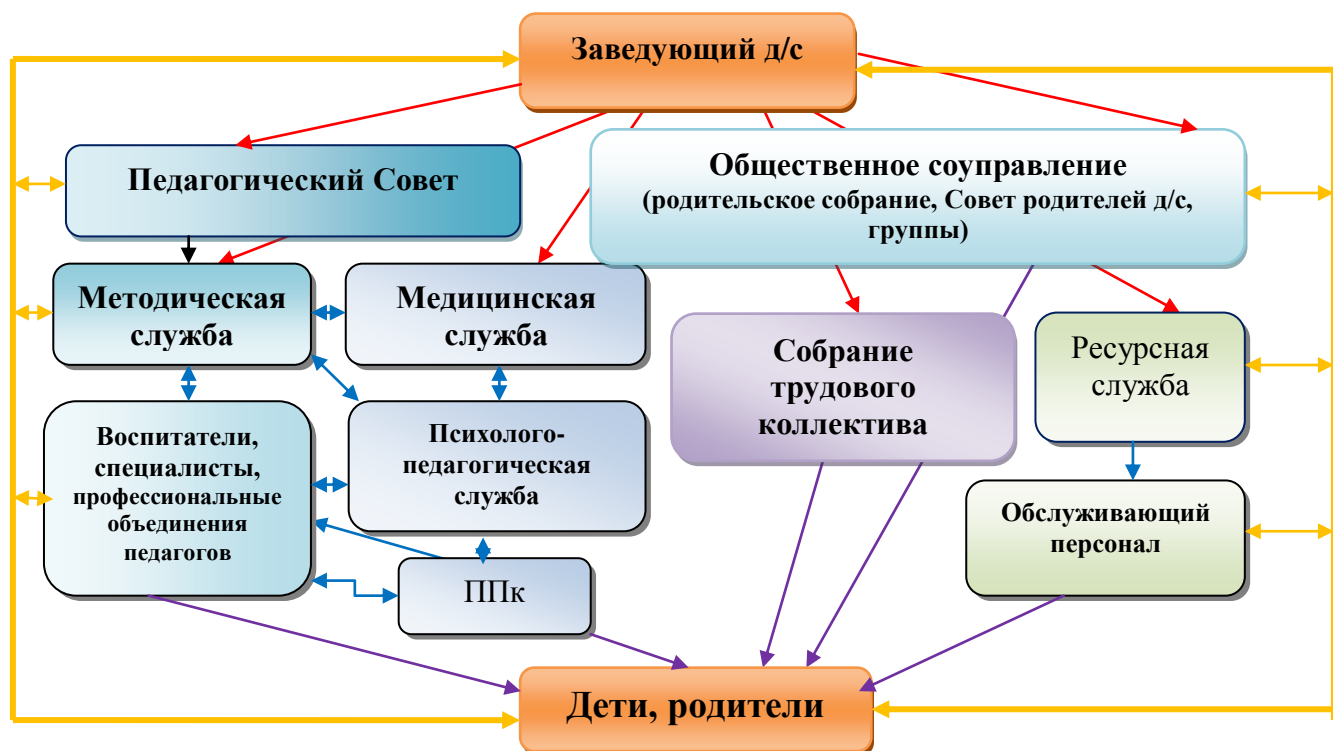 Заведующий д/с
Педагогический Совет
Общественное соуправление
(родительское собрание, Совет родителей д/с,
группы)
Методическая
служба
Медицинская
служба
Собрание
трудового
коллектива
Ресурсная
служба
Воспитатели,
специалисты,
профессиональные
объединения
педагогов
Психолого-
педагогическая
служба
Обслуживающий
персонал
ППк
Дети, родители